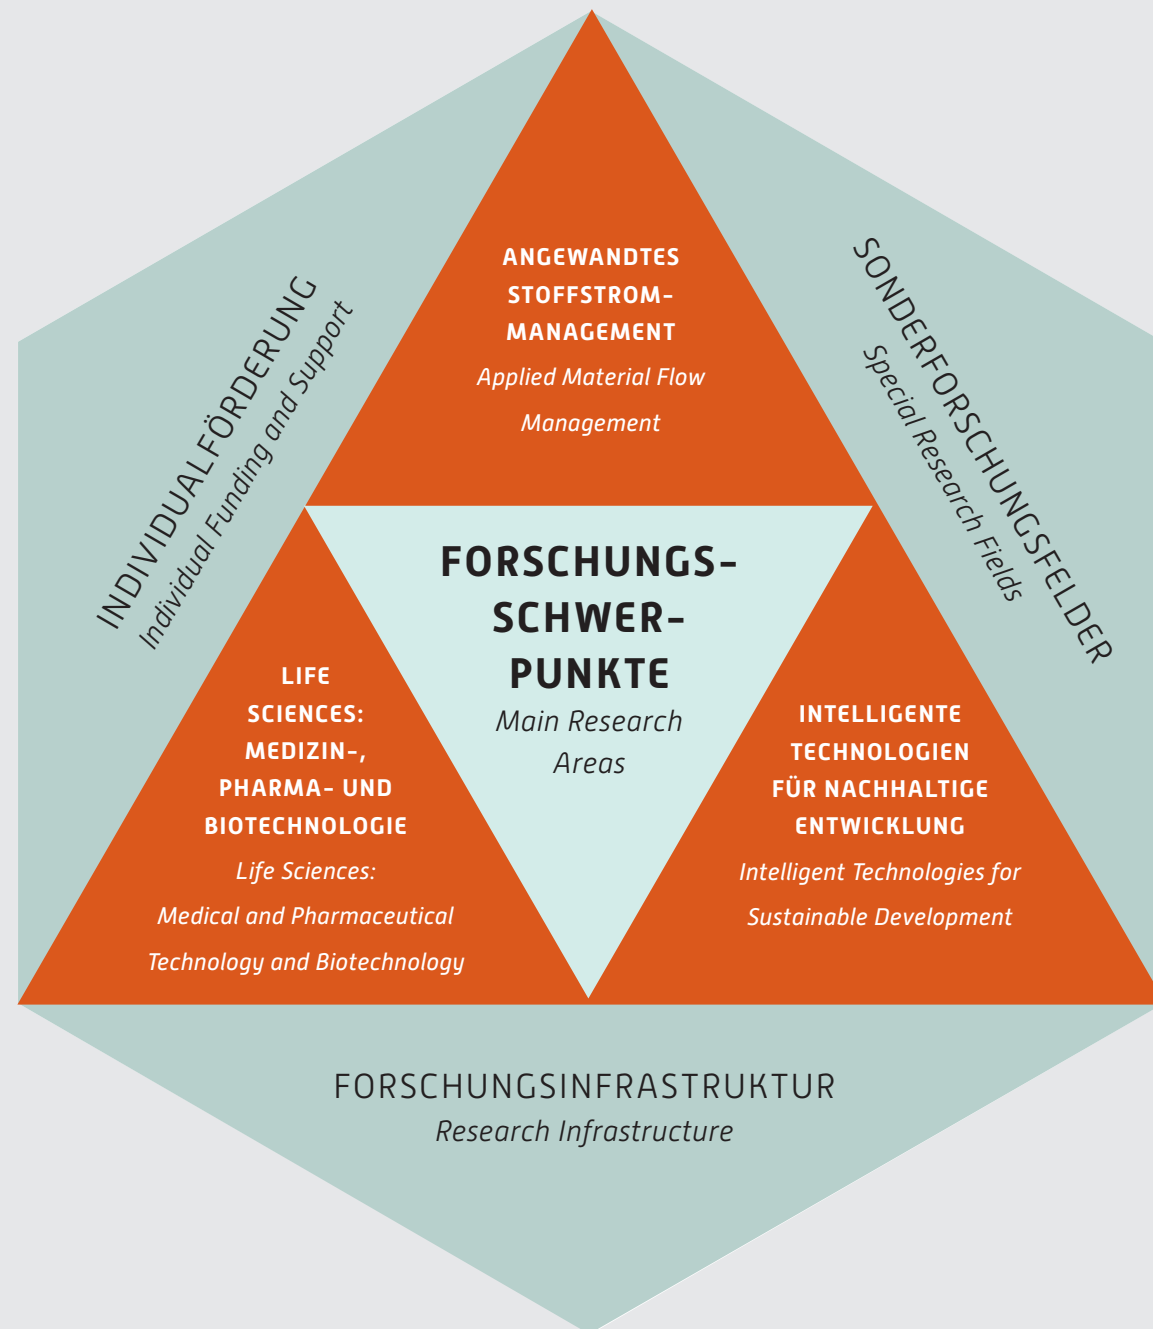 INDIVIDUALFÖRDERUNG
Individual Funding and Support
SONDERFORSCHUNGSFELDER
Special Research Fields
ANGEWANDTES
STOFFSTROM-
MANAGEMENT
Applied Material Flow
Management
FORSCHUNGS-
SCHWER-
PUNKTE
Main Research
Areas
LIFE
SCIENCES:
MEDIZIN-,
PHARMA- UND
BIOTECHNOLOGIE
Life Sciences:
Medical and Pharmaceutical
Technology and Biotechnology
INTELLIGENTE
TECHNOLOGIEN
FÜR NACHHALTIGE
ENTWICKLUNG
Intelligent Technologies for
Sustainable Development
FORSCHUNGSINFRASTRUKTUR
Research Infrastructure